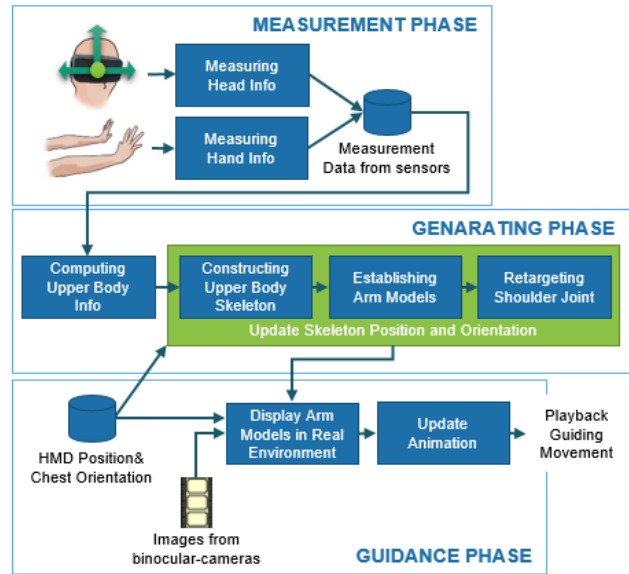 MEASUREMENT PHASE
Measuring
Head Info
Measuring
Hand Info
Measurement
Data from sensors
GENARATING PHASE
Computing
Upper Body
Info
Constructing
Upper Body
Skeleton
Establishing
Arm Models
Retargeting
Shoulder Joint
Update Skeleton Position and Orientation
HMD Position&
Chest Orientation
Display Arm
Models in Real
Environment
Update
Animation
Playback
Guiding
Movement
Images from
binocular-cameras
GUIDANCE PHASE